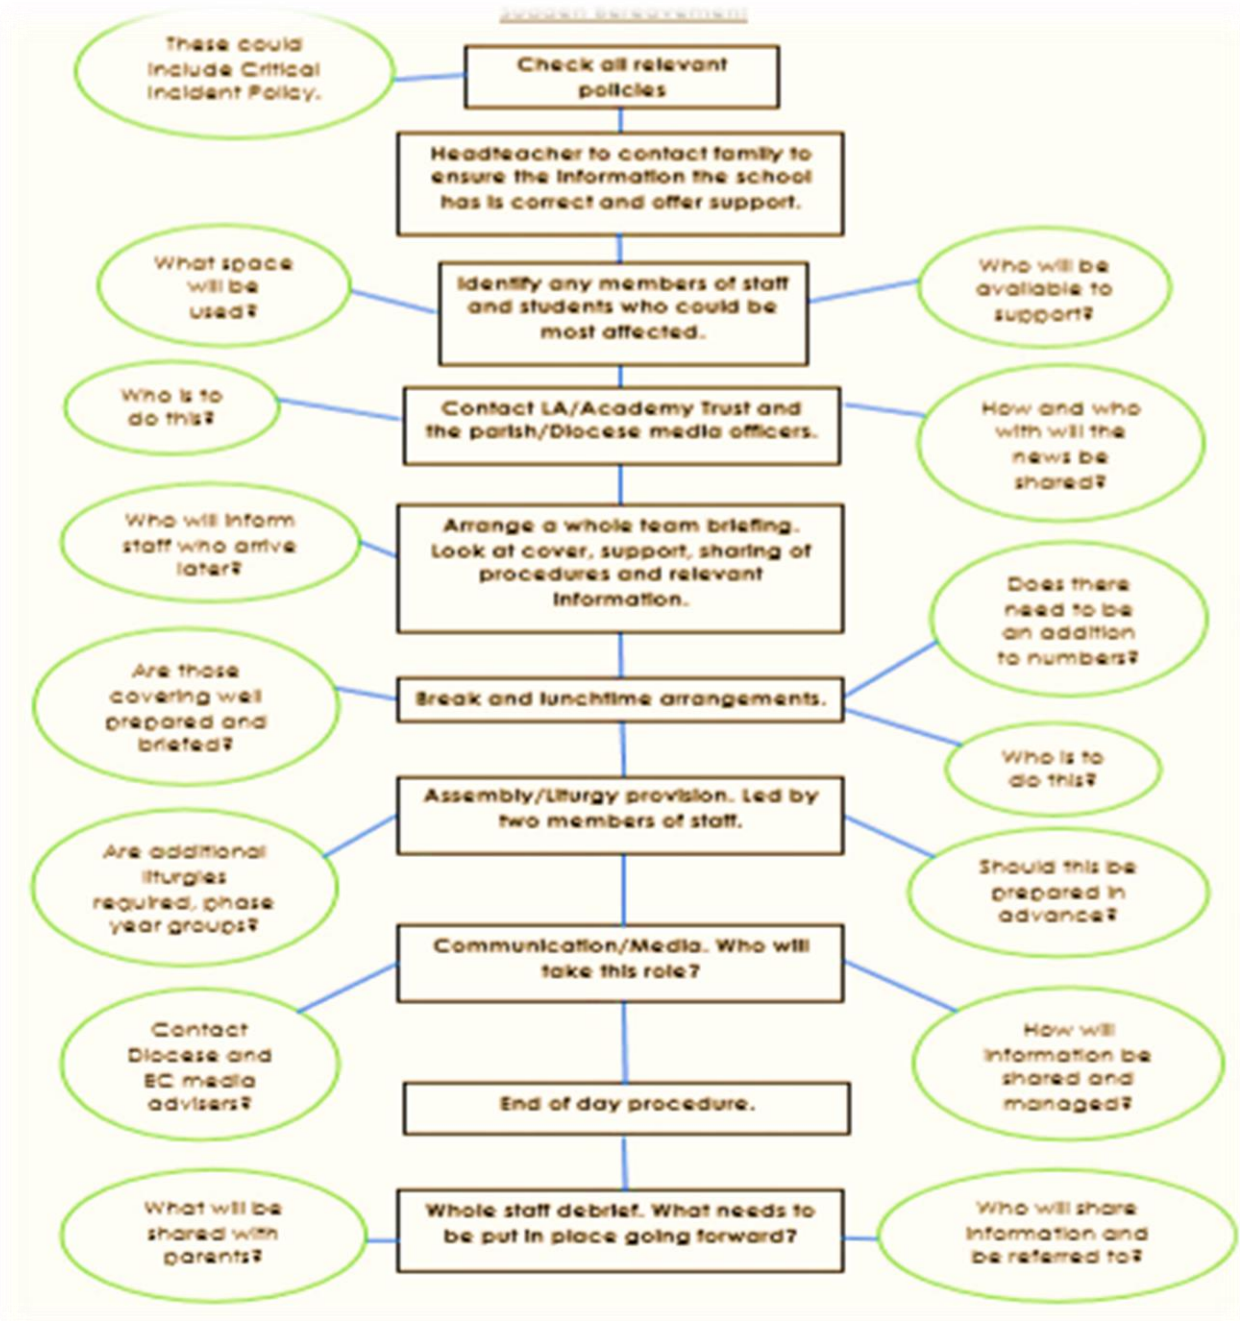 Sudden Bereavement
These could
include Critical
Incident Policy.
Check all relevant
policies
Headteacher to contact family to
ensure the information the school
has is correct and offer support.
What space
will be
used?
Identify any members of staff
and students who could be
most affected.
Who will be
available to
support?
Who is to
do this?
Contact LA/Academy Trust and
the parish/Diocese media officers.
How and who
with will the
news be
shared?
Who will inform
staff who arrive
later?
Arrange a whole team briefing.
Look at cover, support, sharing of
procedures and relevant
information.
Does there
need to be
an addition
to numbers?
Are those
covering well
prepared and
briefed?
Break and lunchtime arrangements.
Who is to
do this?
Assembly/Liturgy provision. Led by
two members of staff.
Are additional
liturgies
required, phase
year groups?
Should this be
prepared in
advance?
Communication/Media. Who will
take this role?
Contact
Diocese and
EC media
advisers?
How will
information be
shared and
managed?
End of day procedure.
What will be
shared with
parents?
Whole staff debrief. What needs to
be put in place going forward?
Who will share
information and
be referred to?